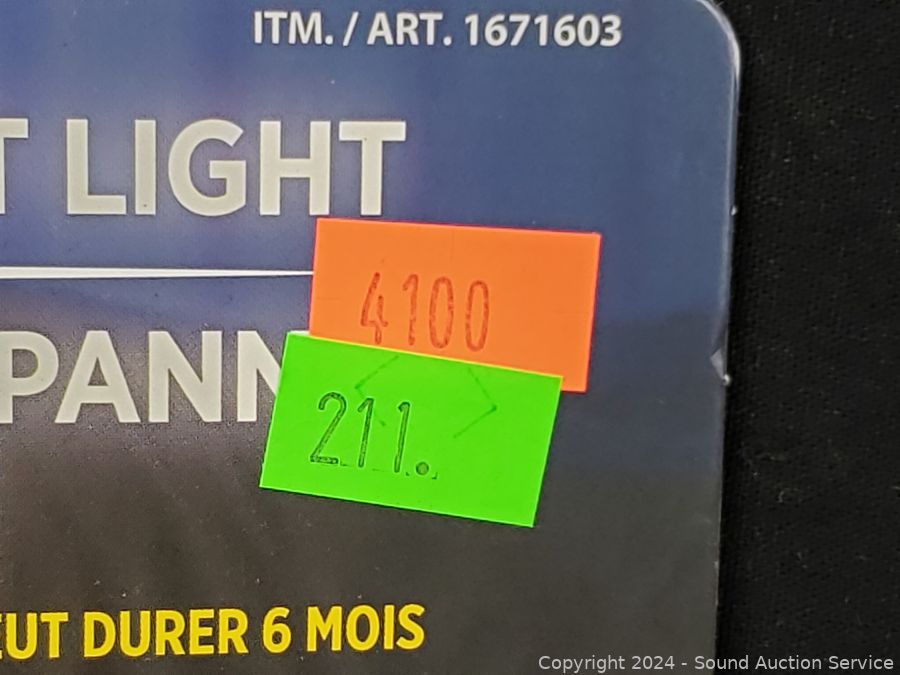 ITM. / ART. 1671603
T LIGHT
4100
PANN
211.
EUT DURER 6 MOIS
Copyright 2024 - Sound Auction Service